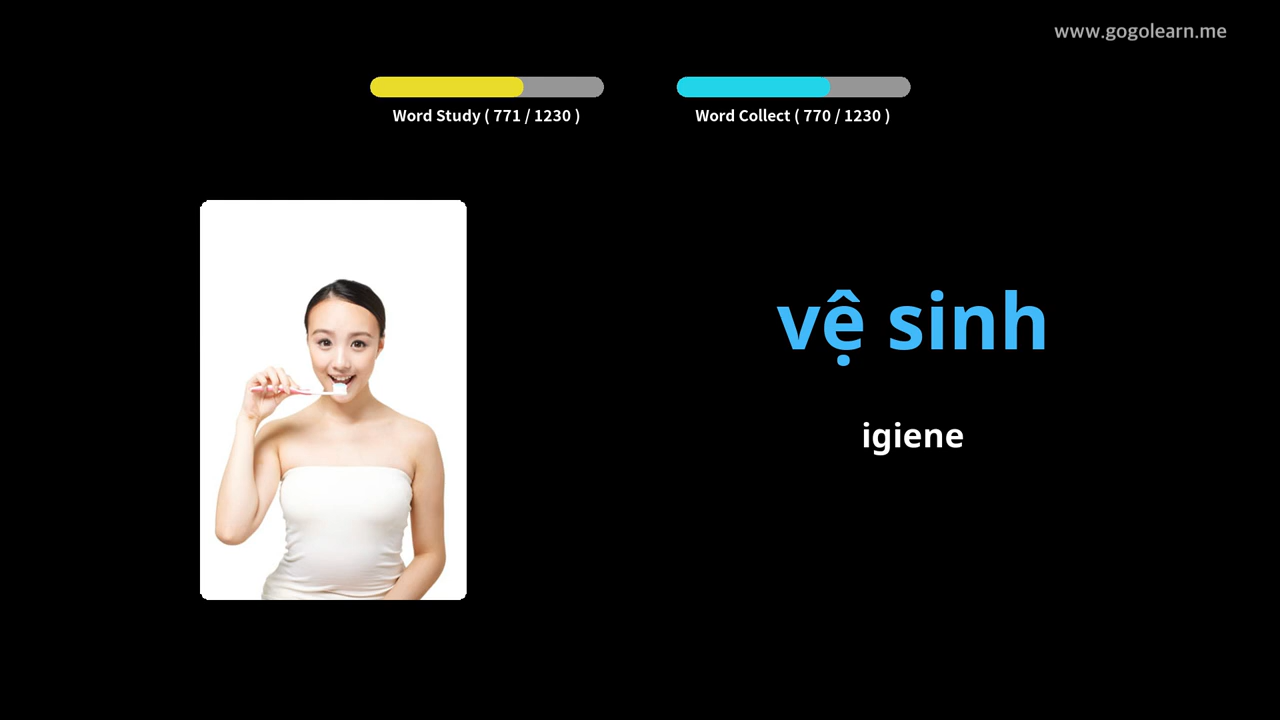 www.gogolearn.me
Word Study ( 771 / 1230 )
Word Collect ( 770 / 1230 )
vệ sinh
igiene